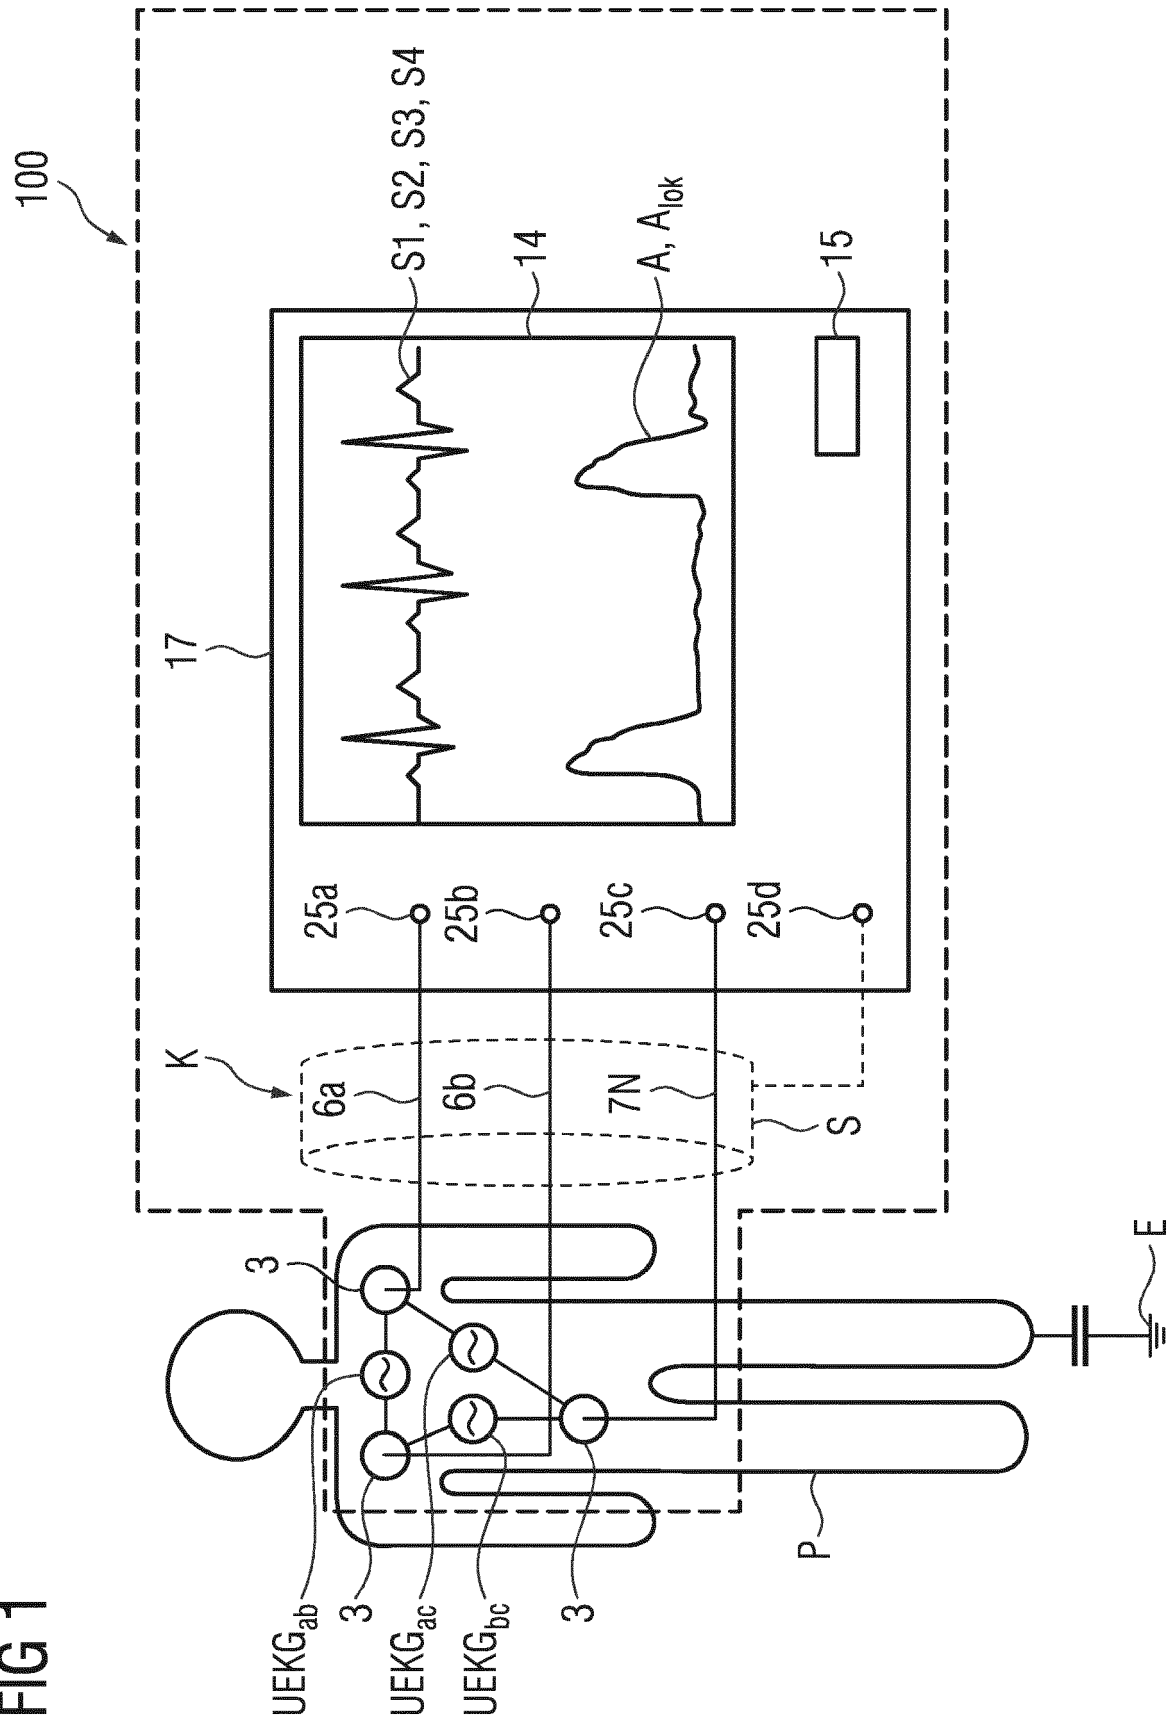 FIG 1
100
UEKG_ab
3
UEKG_ac
UEKG_bc
3
3
K
6a
6b
7N
S
17
25a
25b
25c
25d
S1, S2, S3, S4
14
A, A_lok
15
P
E